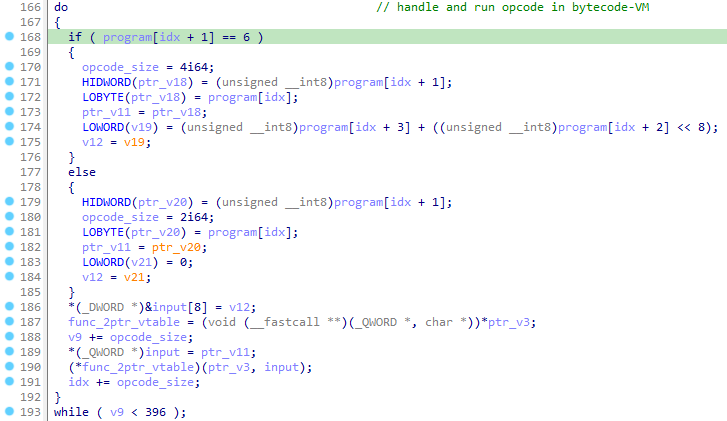 166 do // handle and run opcode in bytecode-VM
167 {
168 if ( program[idx + 1] == 6 )
169 {
170 opcode_size = 4i64;
171 HIDWORD(ptr_v18) = (unsigned __int8)program[idx + 1];
172 LOBYTE(ptr_v18) = program[idx];
173 ptr_v11 = ptr_v18;
174 LOWORD(v19) = (unsigned __int8)program[idx + 3] + ((unsigned __int8)program[idx + 2] << 8);
175 v12 = v19;
176 }
177 else
178 {
179 HIDWORD(ptr_v20) = (unsigned __int8)program[idx + 1];
180 opcode_size = 2i64;
181 LOBYTE(ptr_v20) = program[idx];
182 ptr_v11 = ptr_v20;
183 LOWORD(v21) = 0;
184 v12 = v21;
185 }
186 *(_DWORD *)&input[8] = v12;
187 func_2ptr_vtable = (void (__fastcall **)(_QWORD *, char *))*ptr_v3;
188 v9 += opcode_size;
189 *(_QWORD *)input = ptr_v11;
190 (*func_2ptr_vtable)(ptr_v3, input);
191 idx += opcode_size;
192 }
193 while ( v9 < 396 );